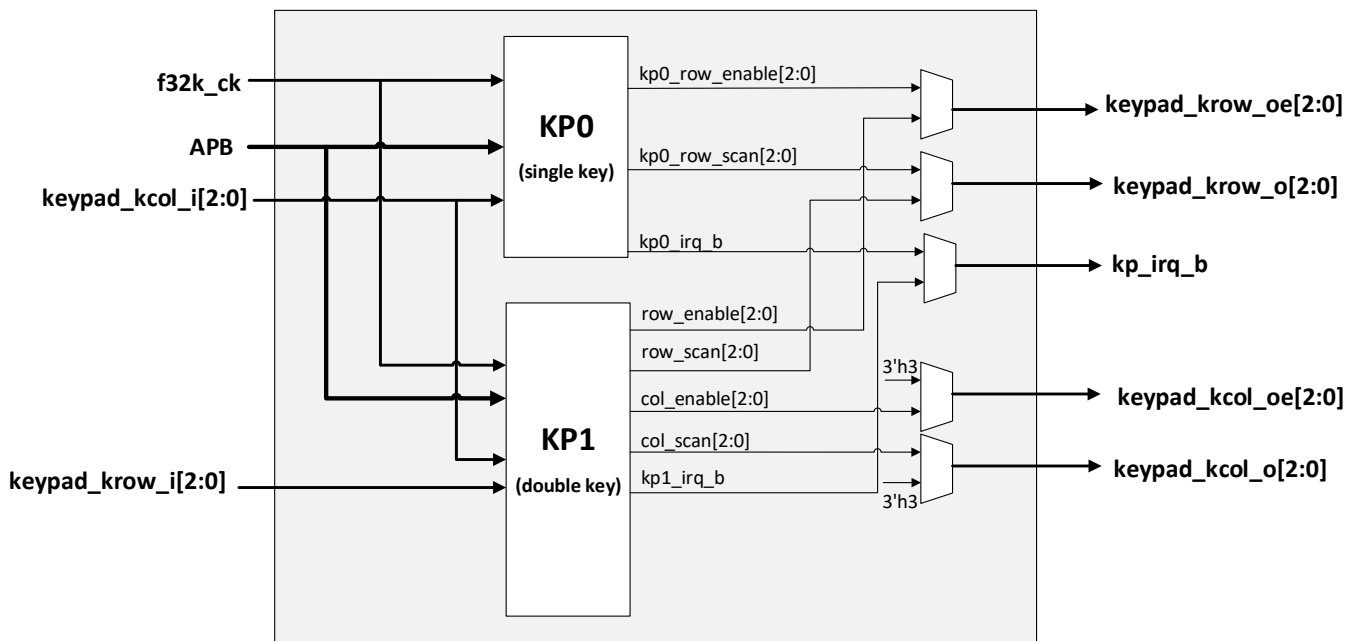 f32k_ck
APB
keypad_kcol_i[2:0]
keypad_krow_i[2:0]
KP0
(single key)
kp0_row_enable[2:0]
kp0_row_scan[2:0]
kp0_irq_b
KP1
(double key)
row_enable[2:0]
row_scan[2:0]
col_enable[2:0]
col_scan[2:0]
kp1_irq_b
3'h3
3'h3
keypad_krow_oe[2:0]
keypad_krow_o[2:0]
kp_irq_b
keypad_kcol_oe[2:0]
keypad_kcol_o[2:0]